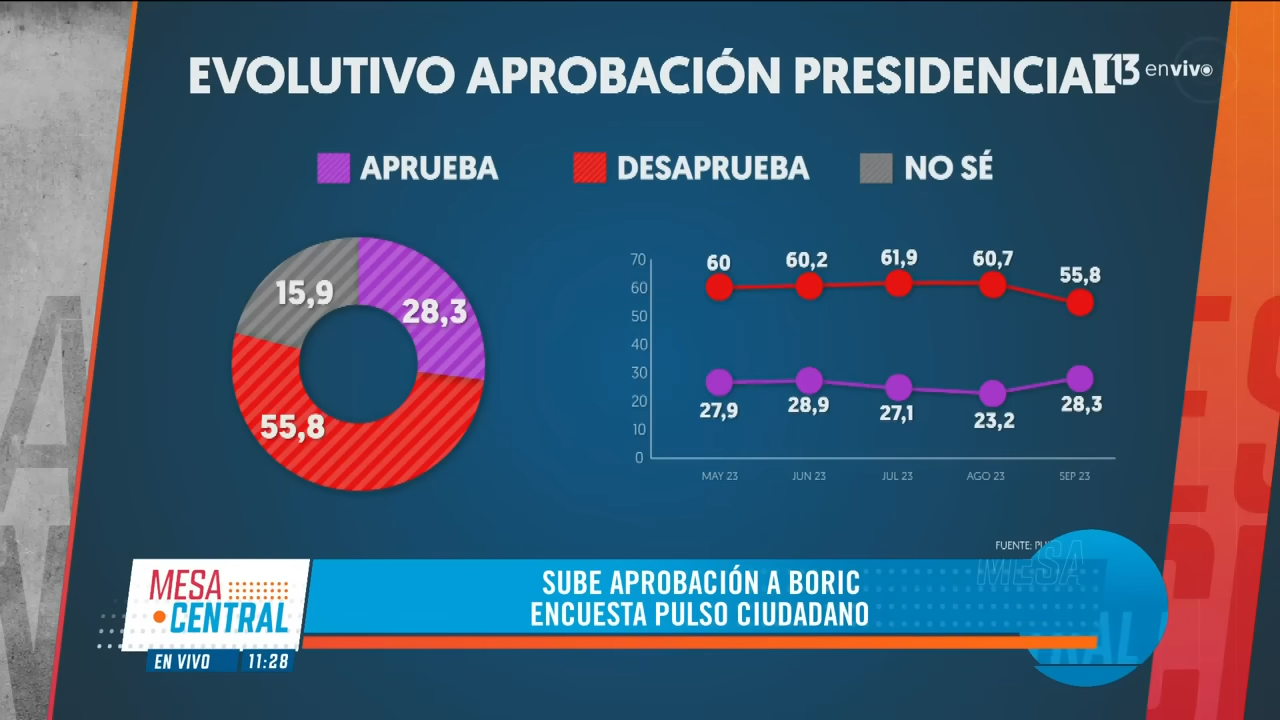 EVOLUTIVO APROBACIÓN PRESIDENCIAL
T13 envivo
APRUEBA DESAPRUEBA NO SÉ
15,9
28,3
55,8
70
60
50
40
30
20
10
0
60 60,2 61,9 60,7 55,8
27,9 28,9 27,1 23,2 28,3
MAY 23 JUN 23 JUL 23 AGO 23 SEP 23
FUENTE:
MESA
CENTRAL
SUBE APROBACIÓN A BORIC
ENCUESTA PULSO CIUDADANO
EN VIVO 11:28
MESA